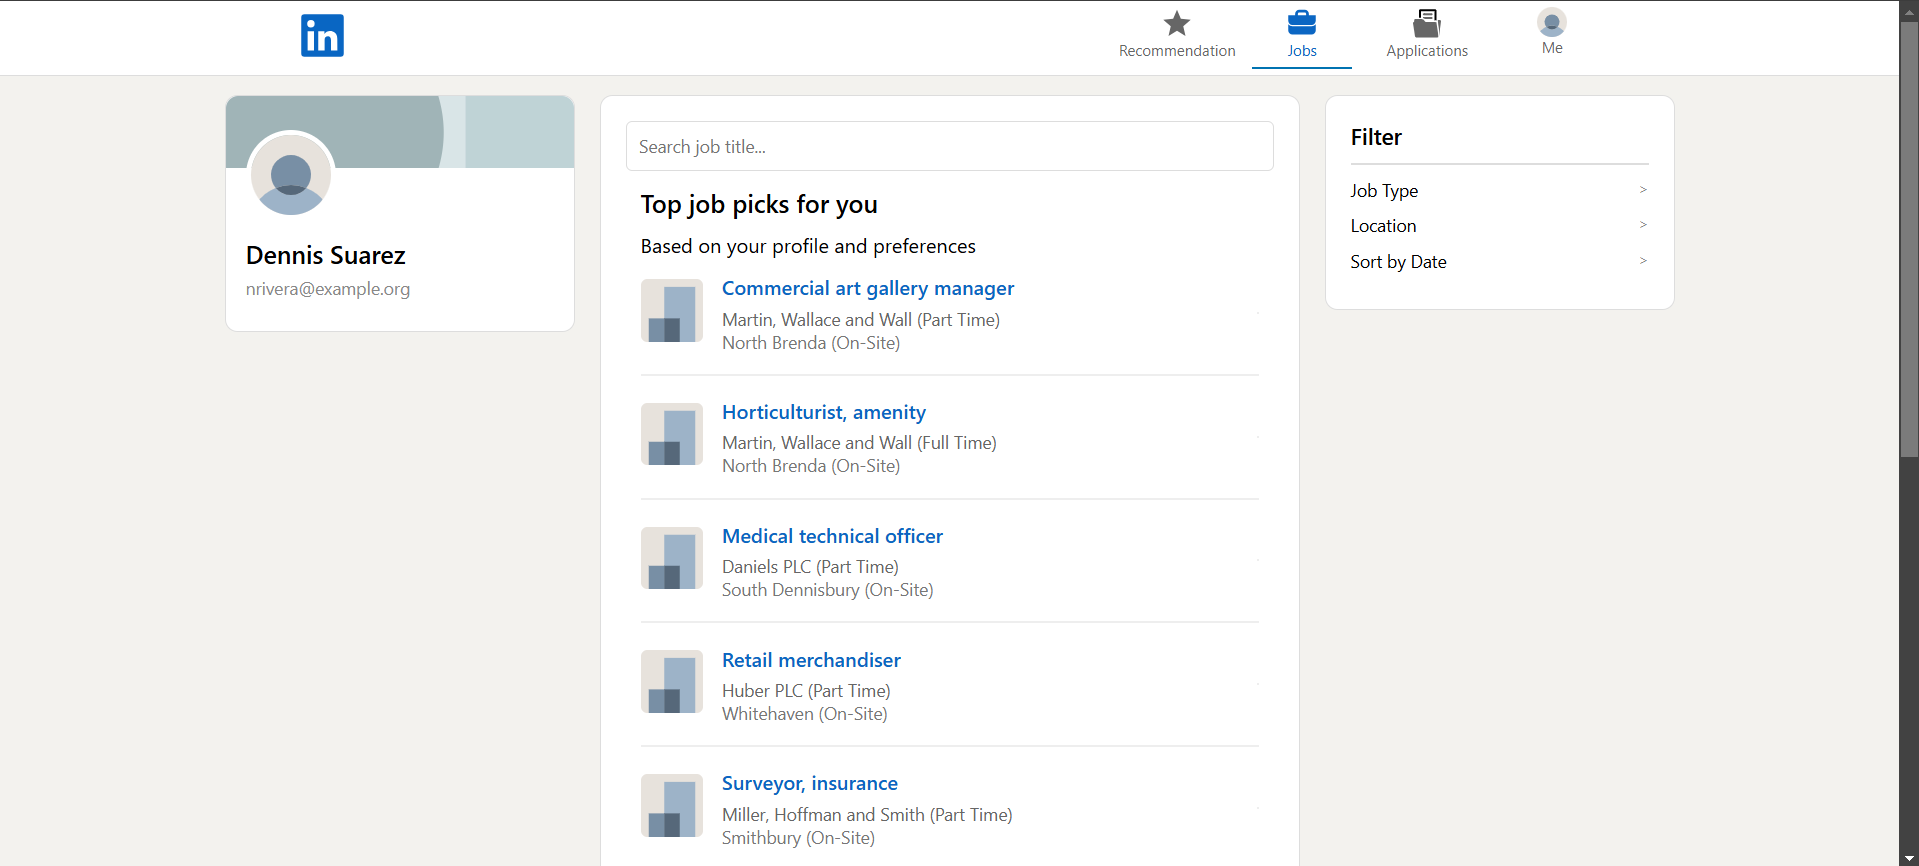 in
Recommendation
Jobs
Applications
Me
Dennis Suarez
nrivera@example.org
Search job title...
Top job picks for you
Based on your profile and preferences
Commercial art gallery manager
Martin, Wallace and Wall (Part Time)
North Brenda (On-Site)
Horticulturist, amenity
Martin, Wallace and Wall (Full Time)
North Brenda (On-Site)
Medical technical officer
Daniels PLC (Part Time)
South Dennisbury (On-Site)
Retail merchandiser
Huber PLC (Part Time)
Whitehaven (On-Site)
Surveyor, insurance
Miller, Hoffman and Smith (Part Time)
Smithbury (On-Site)
Filter
Job Type >
Location >
Sort by Date >